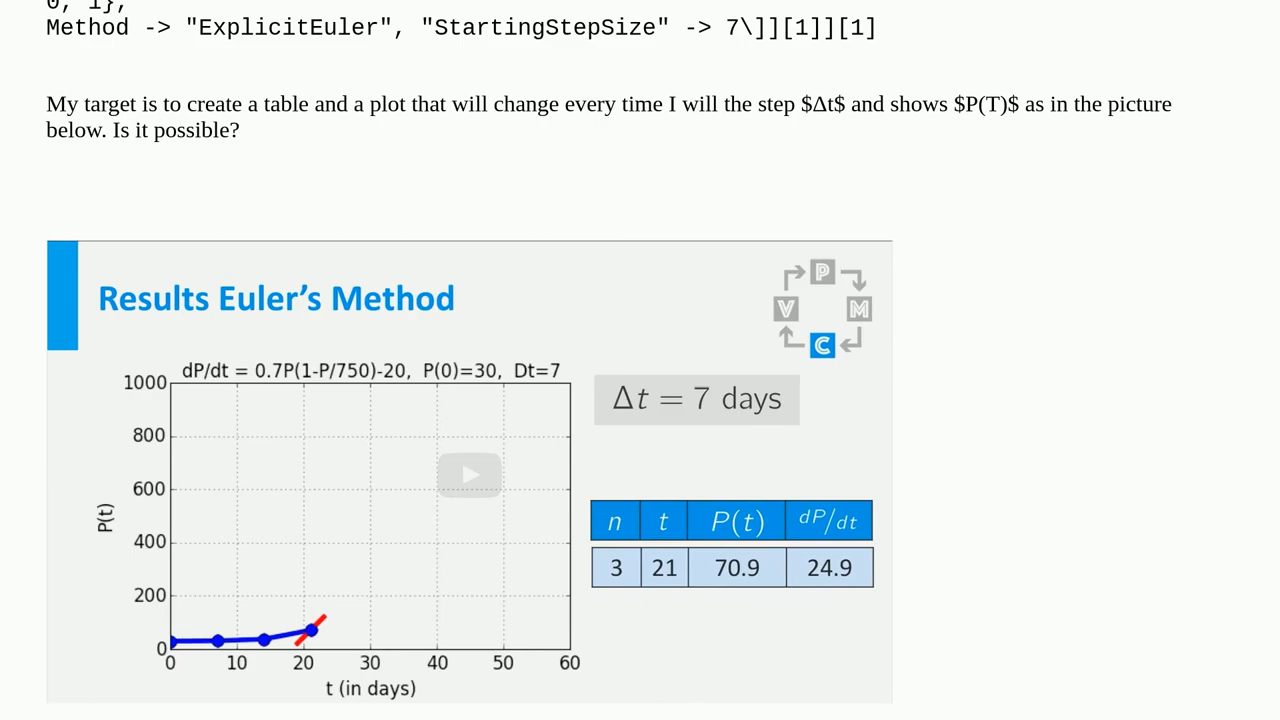 0, 1},
Method -> "ExplicitEuler", "StartingStepSize" -> 7\]][1]][1]
My target is to create a table and a plot that will change every time I will the step $Δt$ and shows $P(T)$ as in the picture
below. Is it possible?
Results Euler's Method
P
V
M
C
dP/dt = 0.7P(1-P/750)-20, P(0)=30, Dt=7
Δt = 7 days
1000
800
600
400
200
0
P(t)
0 10 20 30 40 50 60
t (in days)
n t P(t) dP/dt
3 21 70.9 24.9